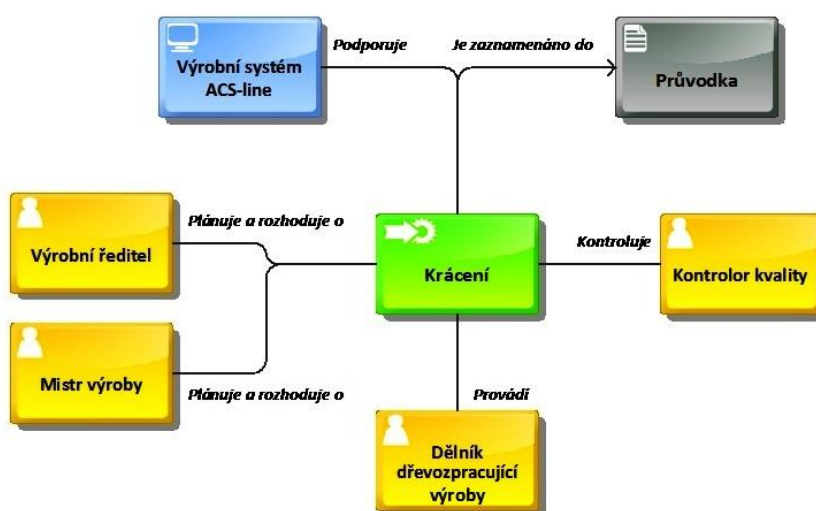 Podporuje
Je zaznamenáno do
Výrobní systém
ACS-line
Průvodka
Plánuje a rozhoduje o
Výrobní ředitel
Krácení
Kontroluje
Kontrolor kvality
Mistr výroby
Plánuje a rozhoduje o
Provádí
Dělník
dřevozpracující
výroby